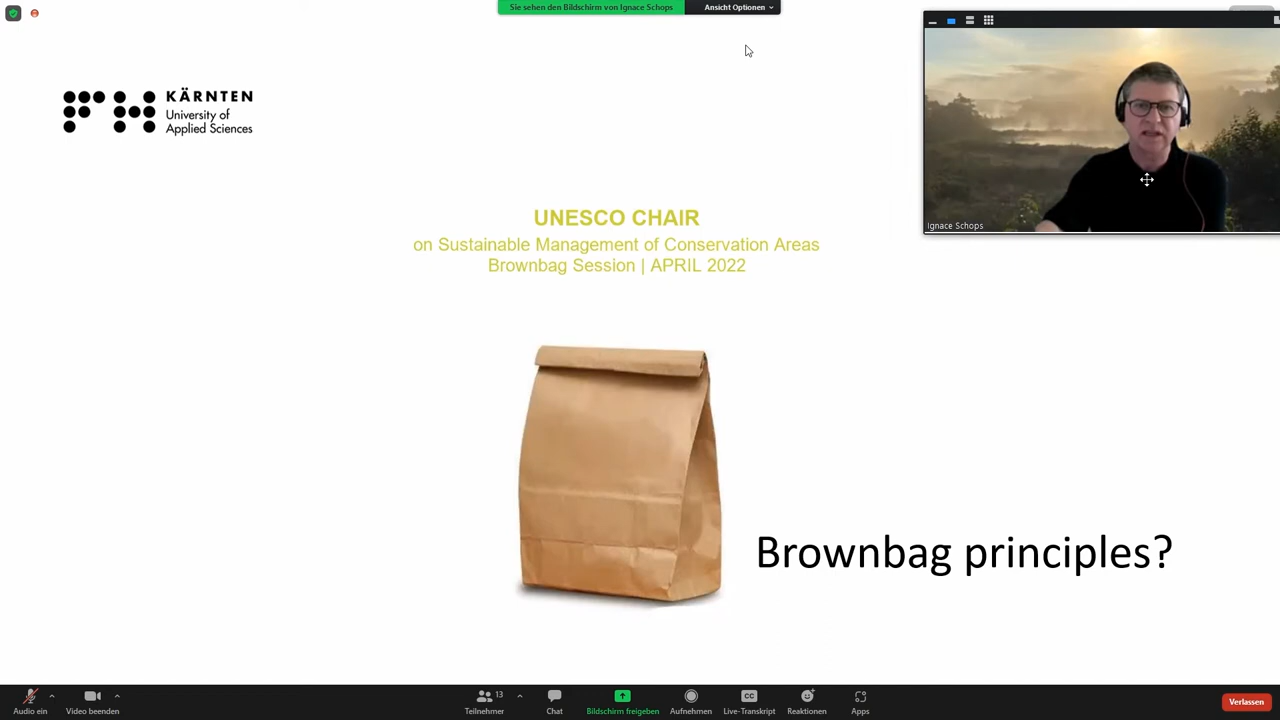 Sie sehen den Bildschirm von Ignace Schops
Ansicht Optionen
KÄRNTEN
University of
Applied Sciences
UNESCO CHAIR
on Sustainable Management of Conservation Areas
Brownbag Session | APRIL 2022
Ignace Schops
Brownbag principles?
Audio ein
Video beenden
13
Teilnehmer
Chat
Bildschirm freigeben
Aufnehmen
CC
Live-Transkript
Reaktionen
Apps
Verlassen